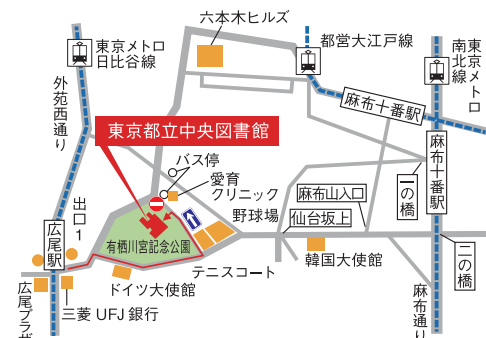 六本木ヒルズ
東京メトロ
日比谷線
都営大江戸線
東京メトロ
南北線
外苑西通り
麻布十番駅
東京都立中央図書館
バス停
愛育
クリニック
麻布十番駅
一の橋
麻布山入口
野球場
仙台坂上
出口1
有栖川宮記念公園
広尾駅
韓国大使館
二の橋
テニスコート
ドイツ大使館
麻布通り
三菱UFJ銀行
広尾プラザ